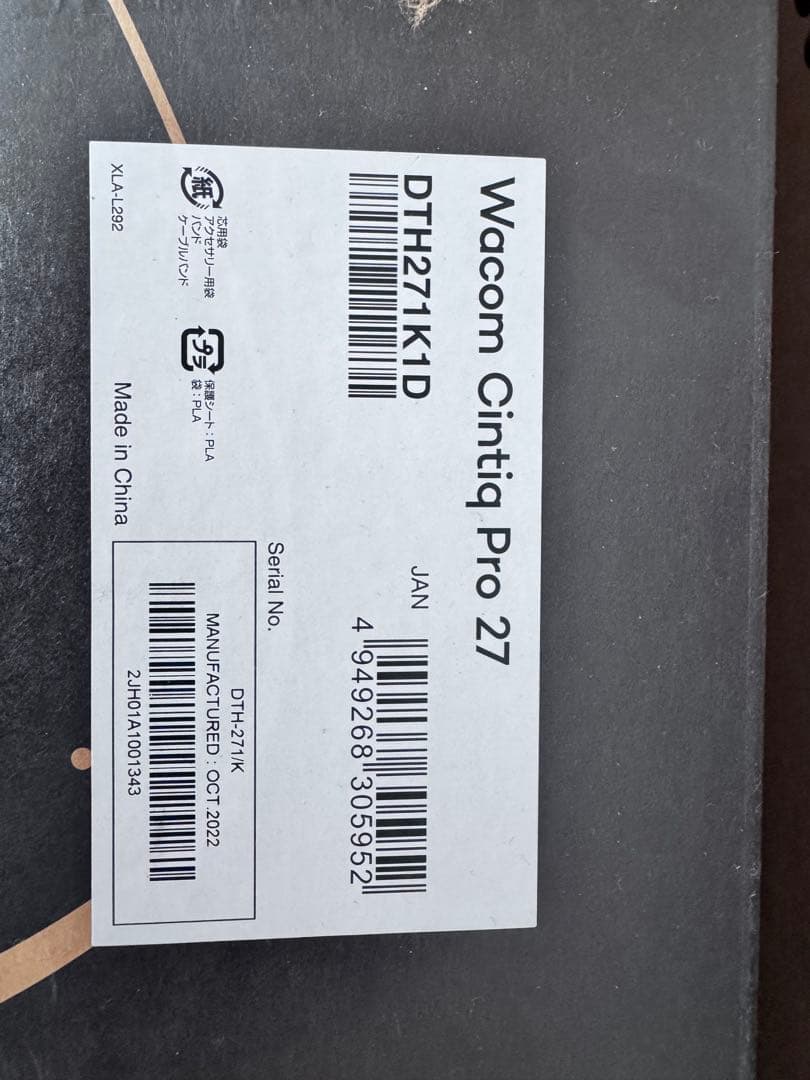 Wacom Cintiq Pro 27
DTH271K1D
JAN
4 949268 305952
紙
芯用袋
アクセサリー用袋
バンド
ケーブルバンド
プラ
保護シート：PLA
袋：PLA
XLA-L292
Made in China
Serial No.
DTH-271/K
MANUFACTURED : OCT.2022
2JH01A1001343